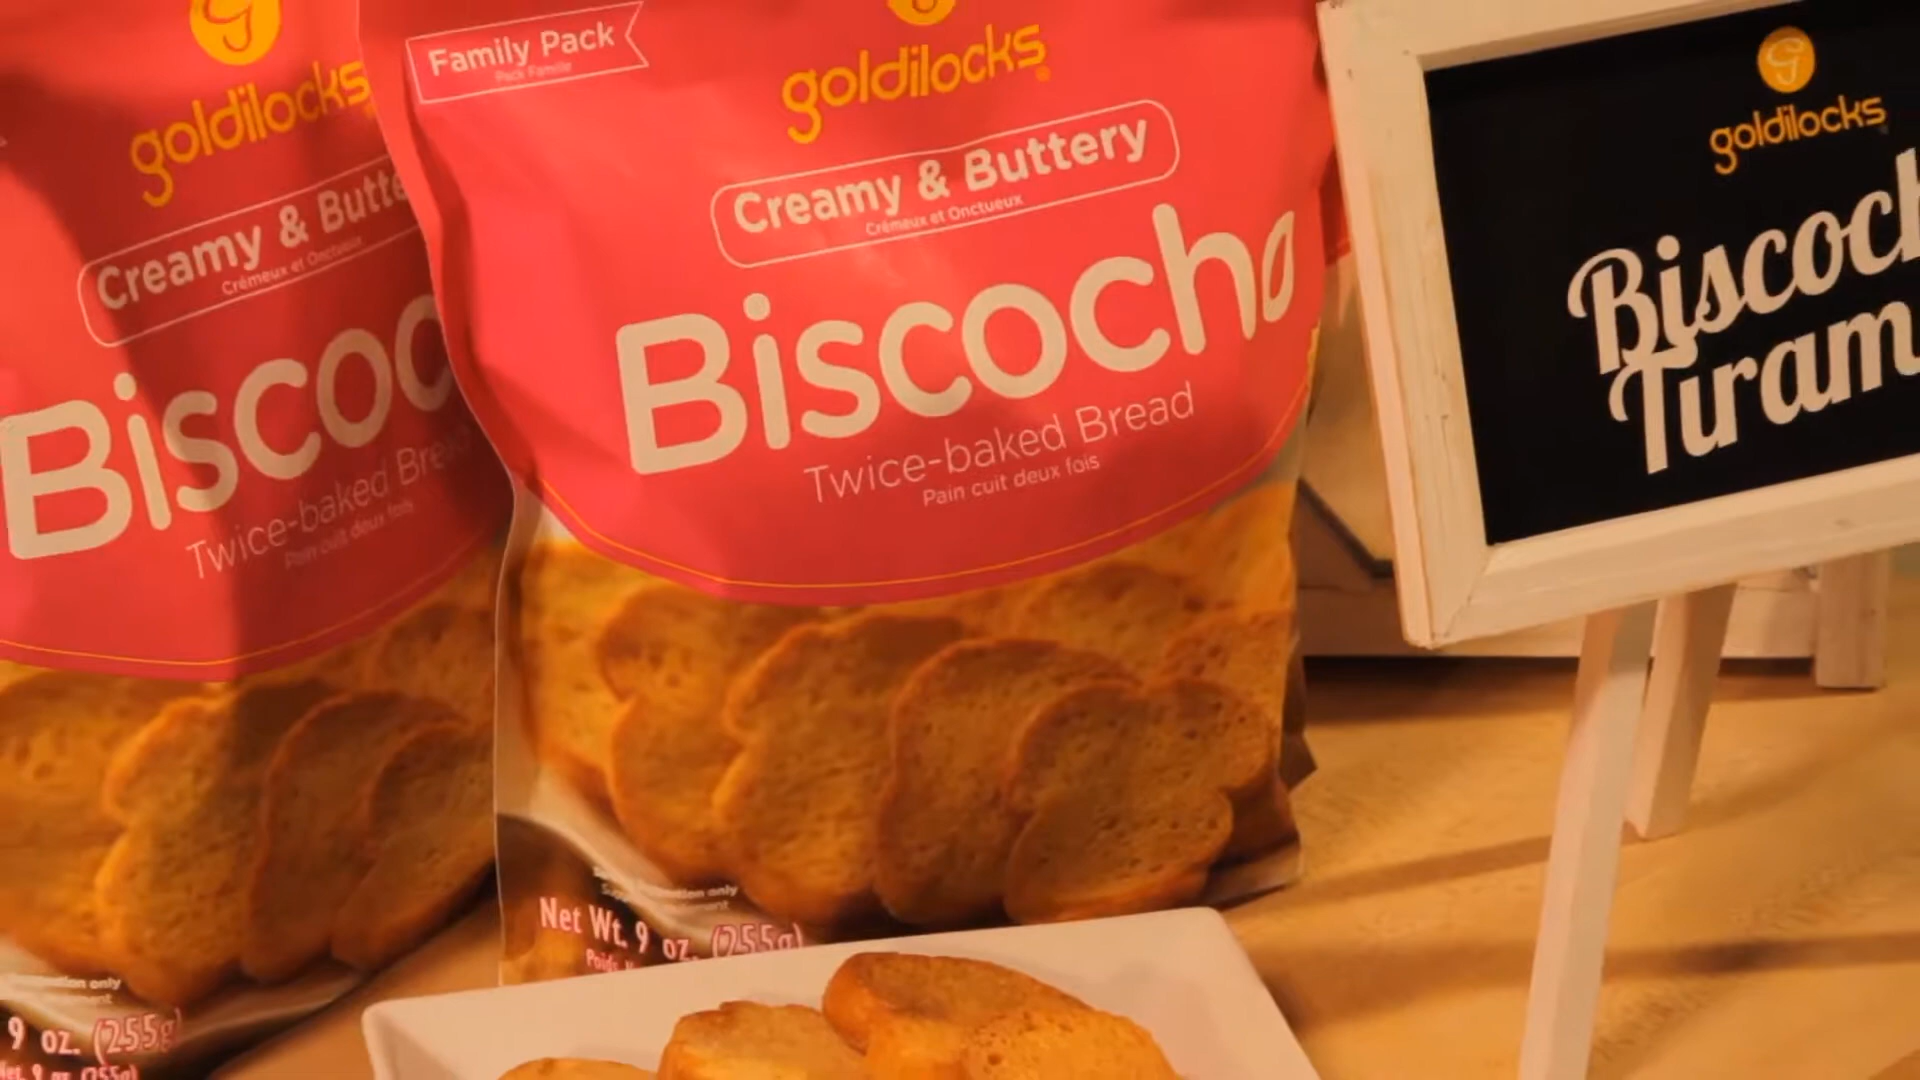 goldilocks
Creamy & Butte
Crémeux et Onctueux
Biscoc
Twice-baked Bre
Pain cuit deux fois
9 oz. (255g)
Family Pack
Pack Famille
goldilocks
Creamy & Buttery
Crémeux et Onctueux
Biscocho
Twice-baked Bread
Pain cuit deux fois
Net Wt. 9 oz. (255g)
goldilocks
Biscoch
Tiram